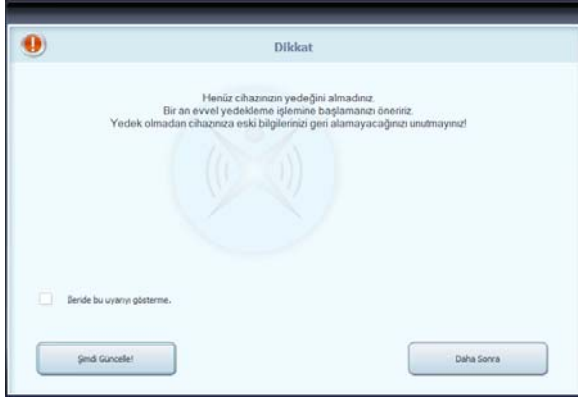 Dikkat
Henüz cihazınızın yedeğini almadınız.
Bir an evvel yedekleme işlemine başlamanızı öneririz.
Yedek olmadan cihazınıza eski bilgilerinizi geri alamayacağınızı unutmayınız!
İleride bu uyarıyı gösterme.
Şimdi Güncelle!
Daha Sonra